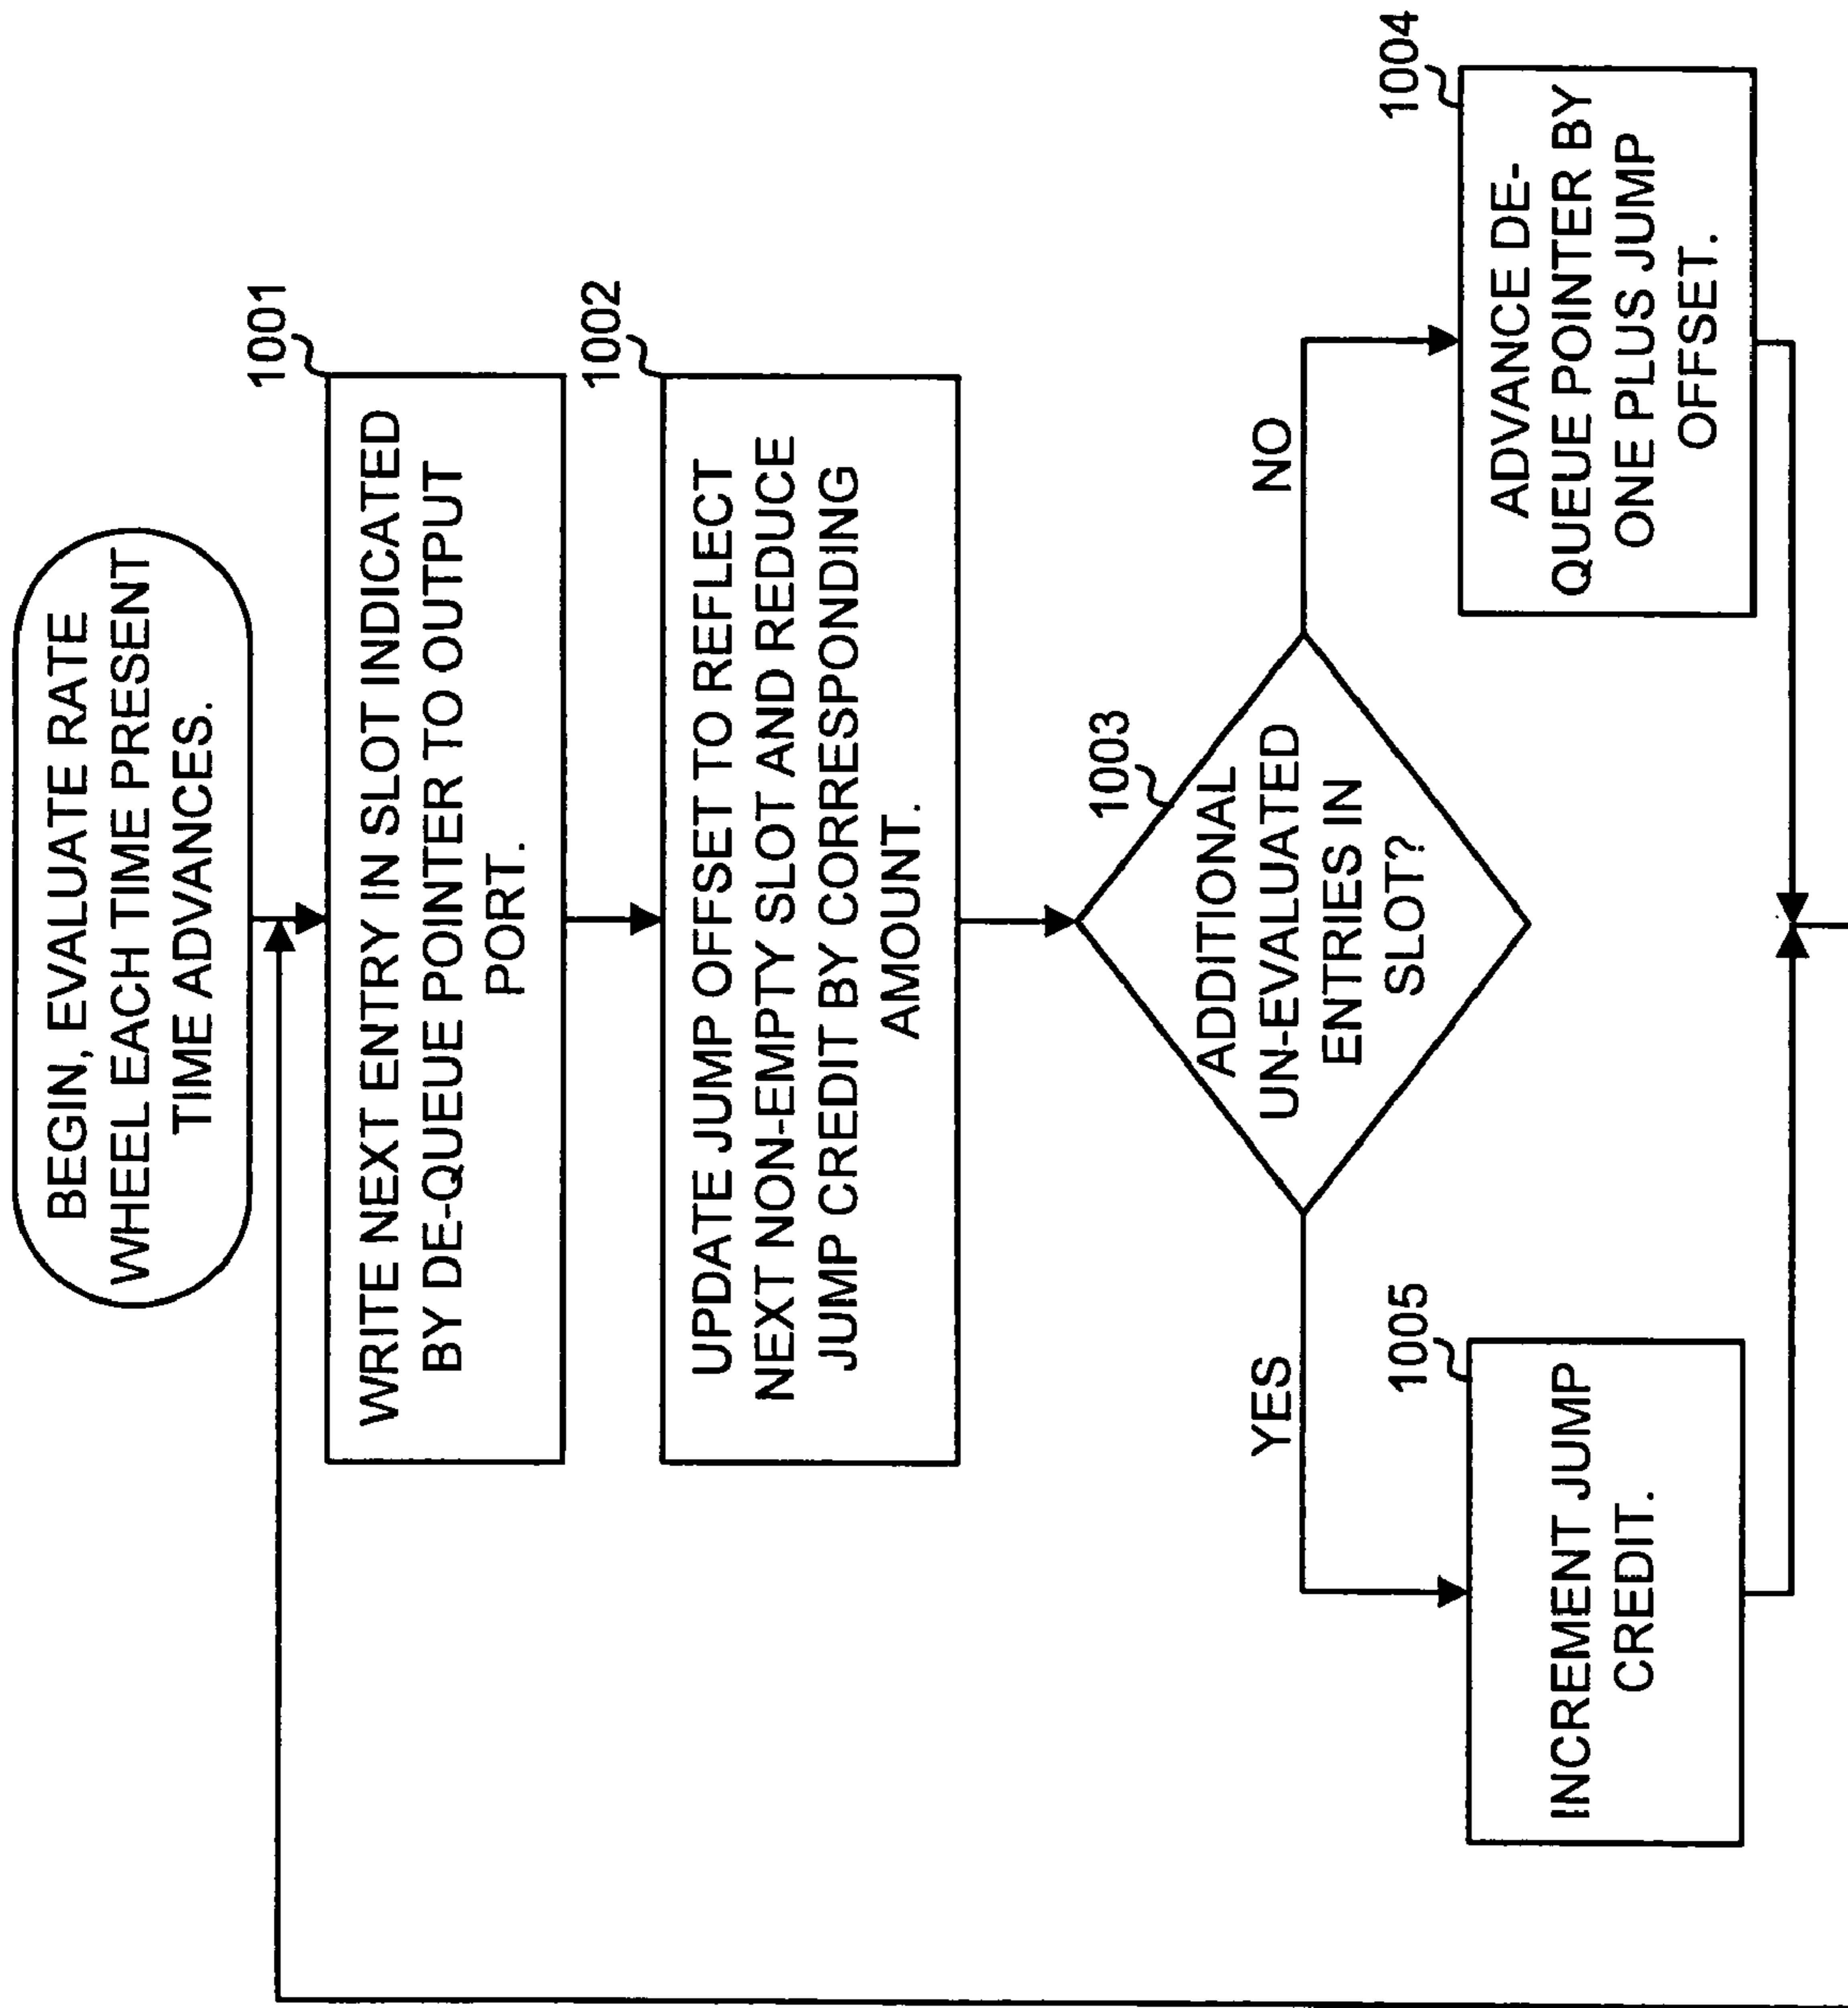 BEGIN, EVALUATE RATE
WHEEL EACH TIME PRESENT
TIME ADVANCES.
1001
WRITE NEXT ENTRY IN SLOT INDICATED
BY DE-QUEUE POINTER TO OUTPUT
PORT.
1002
UPDATE JUMP OFFSET TO REFLECT
NEXT NON-EMPTY SLOT AND REDUCE
JUMP CREDIT BY CORRESPONDING
AMOUNT.
1003
ADDITIONAL
UN-EVALUATED
ENTRIES IN
SLOT?
YES
NO
1005
INCREMENT JUMP
CREDIT.
1004
ADVANCE DE-
QUEUE POINTER BY
ONE PLUS JUMP
OFFSET.